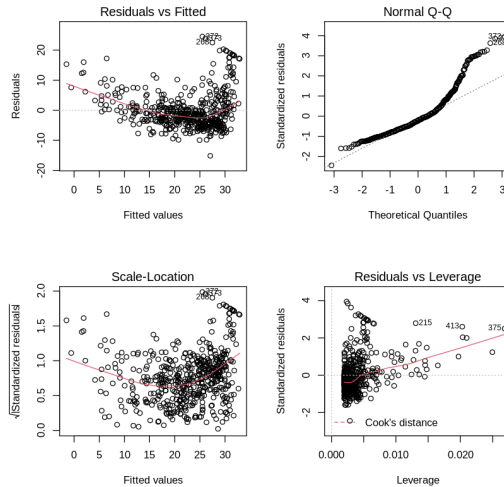 Residuals vs Fitted
Residuals
20
10
0
-10
-20
0 5 10 15 20 25 30
Fitted values
Normal Q-Q
Standardized residuals
4
3
2
1
0
-1
-2
-3 -2 -1 0 1 2 3
Theoretical Quantiles
Scale-Location
√|Standardized residuals|
2.0
1.5
1.0
0.5
0.0
0 5 10 15 20 25 30
Fitted values
Residuals vs Leverage
Standardized residuals
4
2
0
-2
215
413
375
Cook's distance
0.000 0.010 0.020
Leverage